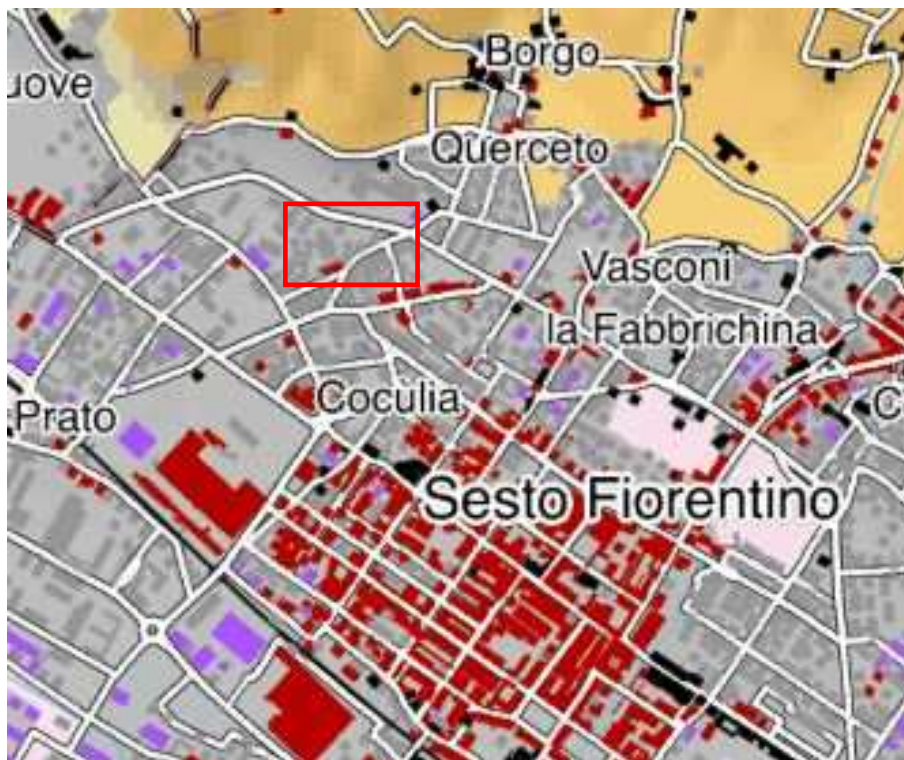 Borgo
uove
Querceto
Vasconi
la Fabbrichina
Coculia
Prato
C
Sesto Fiorentino